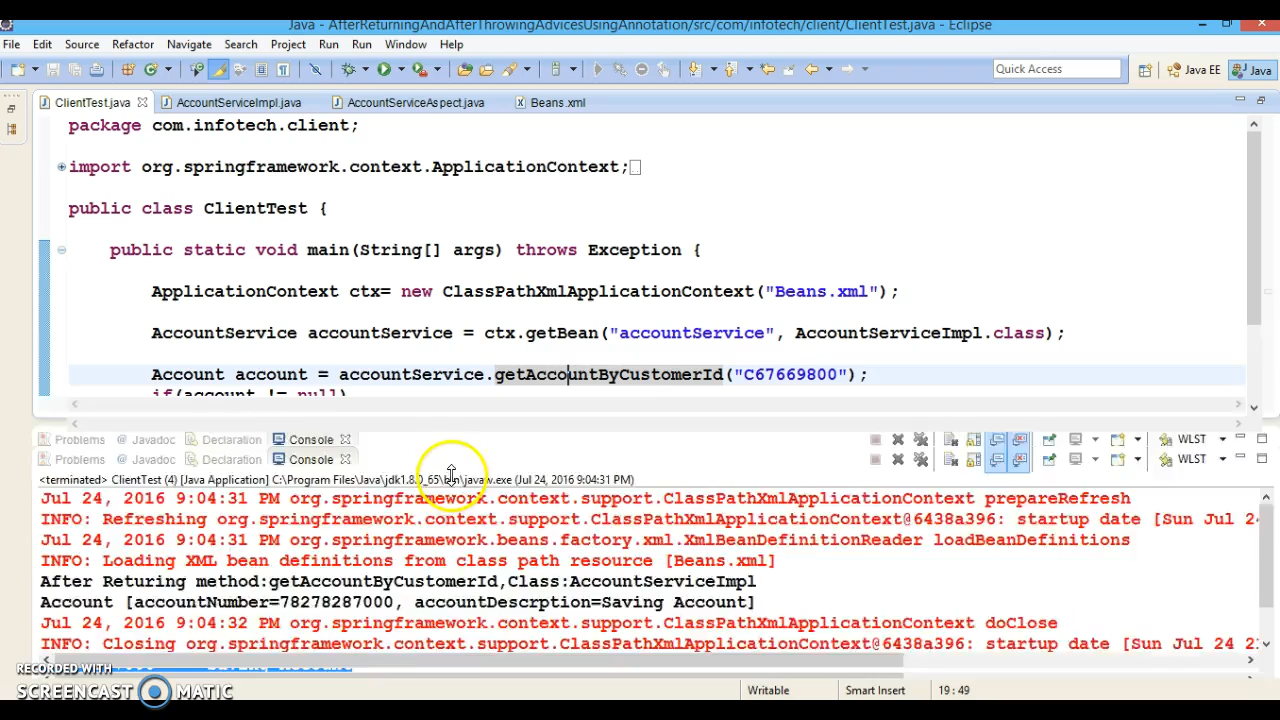 Java - AfterReturningAndAfterThrowingAdvicesUsingAnnotation/src/com/infotech/client/ClientTest.java - Eclipse
File Edit Source Refactor Navigate Search Project Run Run Window Help
Quick Access Java EE Java
ClientTest.java AccountServiceImpl.java AccountServiceAspect.java Beans.xml
package com.infotech.client;
import org.springframework.context.ApplicationContext;
public class ClientTest {
public static void main(String[] args) throws Exception {
ApplicationContext ctx= new ClassPathXmlApplicationContext("Beans.xml");
AccountService accountService = ctx.getBean("accountService", AccountServiceImpl.class);
Account account = accountService.getAccountByCustomerId("C67669800");
if(account != null)
Problems @ Javadoc Declaration Console WLST
Problems @ Javadoc Declaration Console WLST
<terminated> ClientTest (4) [Java Application] C:\Program Files\Java\jdk1.8.0_65\bin\javaw.exe (Jul 24, 2016 9:04:31 PM)
Jul 24, 2016 9:04:31 PM org.springframework.context.support.ClassPathXmlApplicationContext prepareRefresh
INFO: Refreshing org.springframework.context.support.ClassPathXmlApplicationContext@6438a396: startup date [Sun Jul 24
Jul 24, 2016 9:04:31 PM org.springframework.beans.factory.xml.XmlBeanDefinitionReader loadBeanDefinitions
INFO: Loading XML bean definitions from class path resource [Beans.xml]
After Returing method:getAccountByCustomerId,Class:AccountServiceImpl
Account [accountNumber=78278287000, accountDescrption=Saving Account]
Jul 24, 2016 9:04:32 PM org.springframework.context.support.ClassPathXmlApplicationContext doClose
INFO: Closing org.springframework.context.support.ClassPathXmlApplicationContext@6438a396: startup date [Sun Jul 24 21
RECORDED WITH
SCREENCAST MATIC
Writable Smart Insert 19 : 49